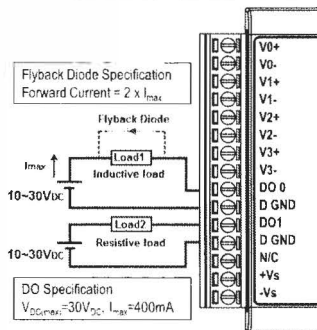 Flyback Diode Specification
Forward Current = 2 x Imax
Flyback Diode
Imax
Load1
Inductive load
10~30VDC
Load2
Resistive load
10~30VDC
DO Specification
VDC(max)=30VDC, Imax=400mA
V0+
V0-
V1+
V1-
V2+
V2-
V3+
V3-
DO 0
D GND
DO1
D GND
N/C
+Vs
-Vs